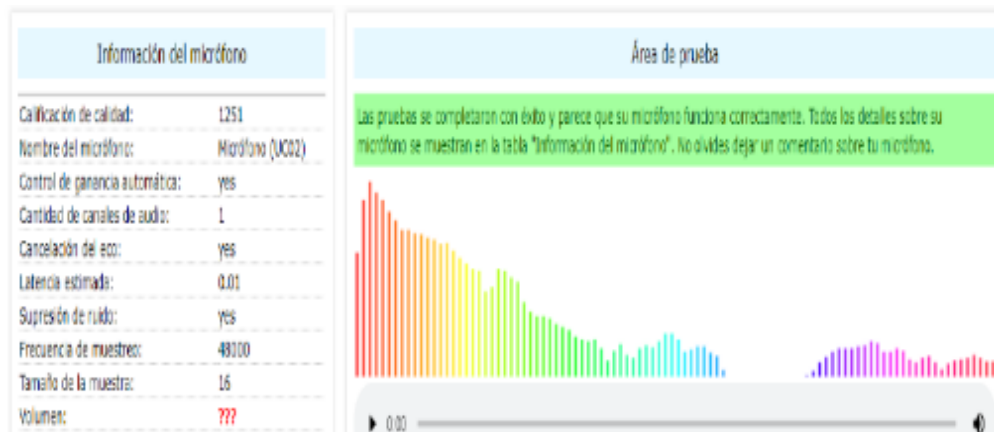 Información del micrófono
Calificación de calidad: 1251
Nombre del micrófono: Micrófono (UC02)
Control de ganancia automática: yes
Cantidad de canales de audio: 1
Cancelación del eco: yes
Latencia estimada: 0.01
Supresión de ruido: yes
Frecuencia de muestreo: 48000
Tamaño de la muestra: 16
Volumen: ???
Área de prueba
Las pruebas se completaron con éxito y parece que su micrófono funciona correctamente. Todos los detalles sobre su
micrófono se muestran en la tabla "Información del micrófono". No olvides dejar un comentario sobre tu micrófono.
0:00